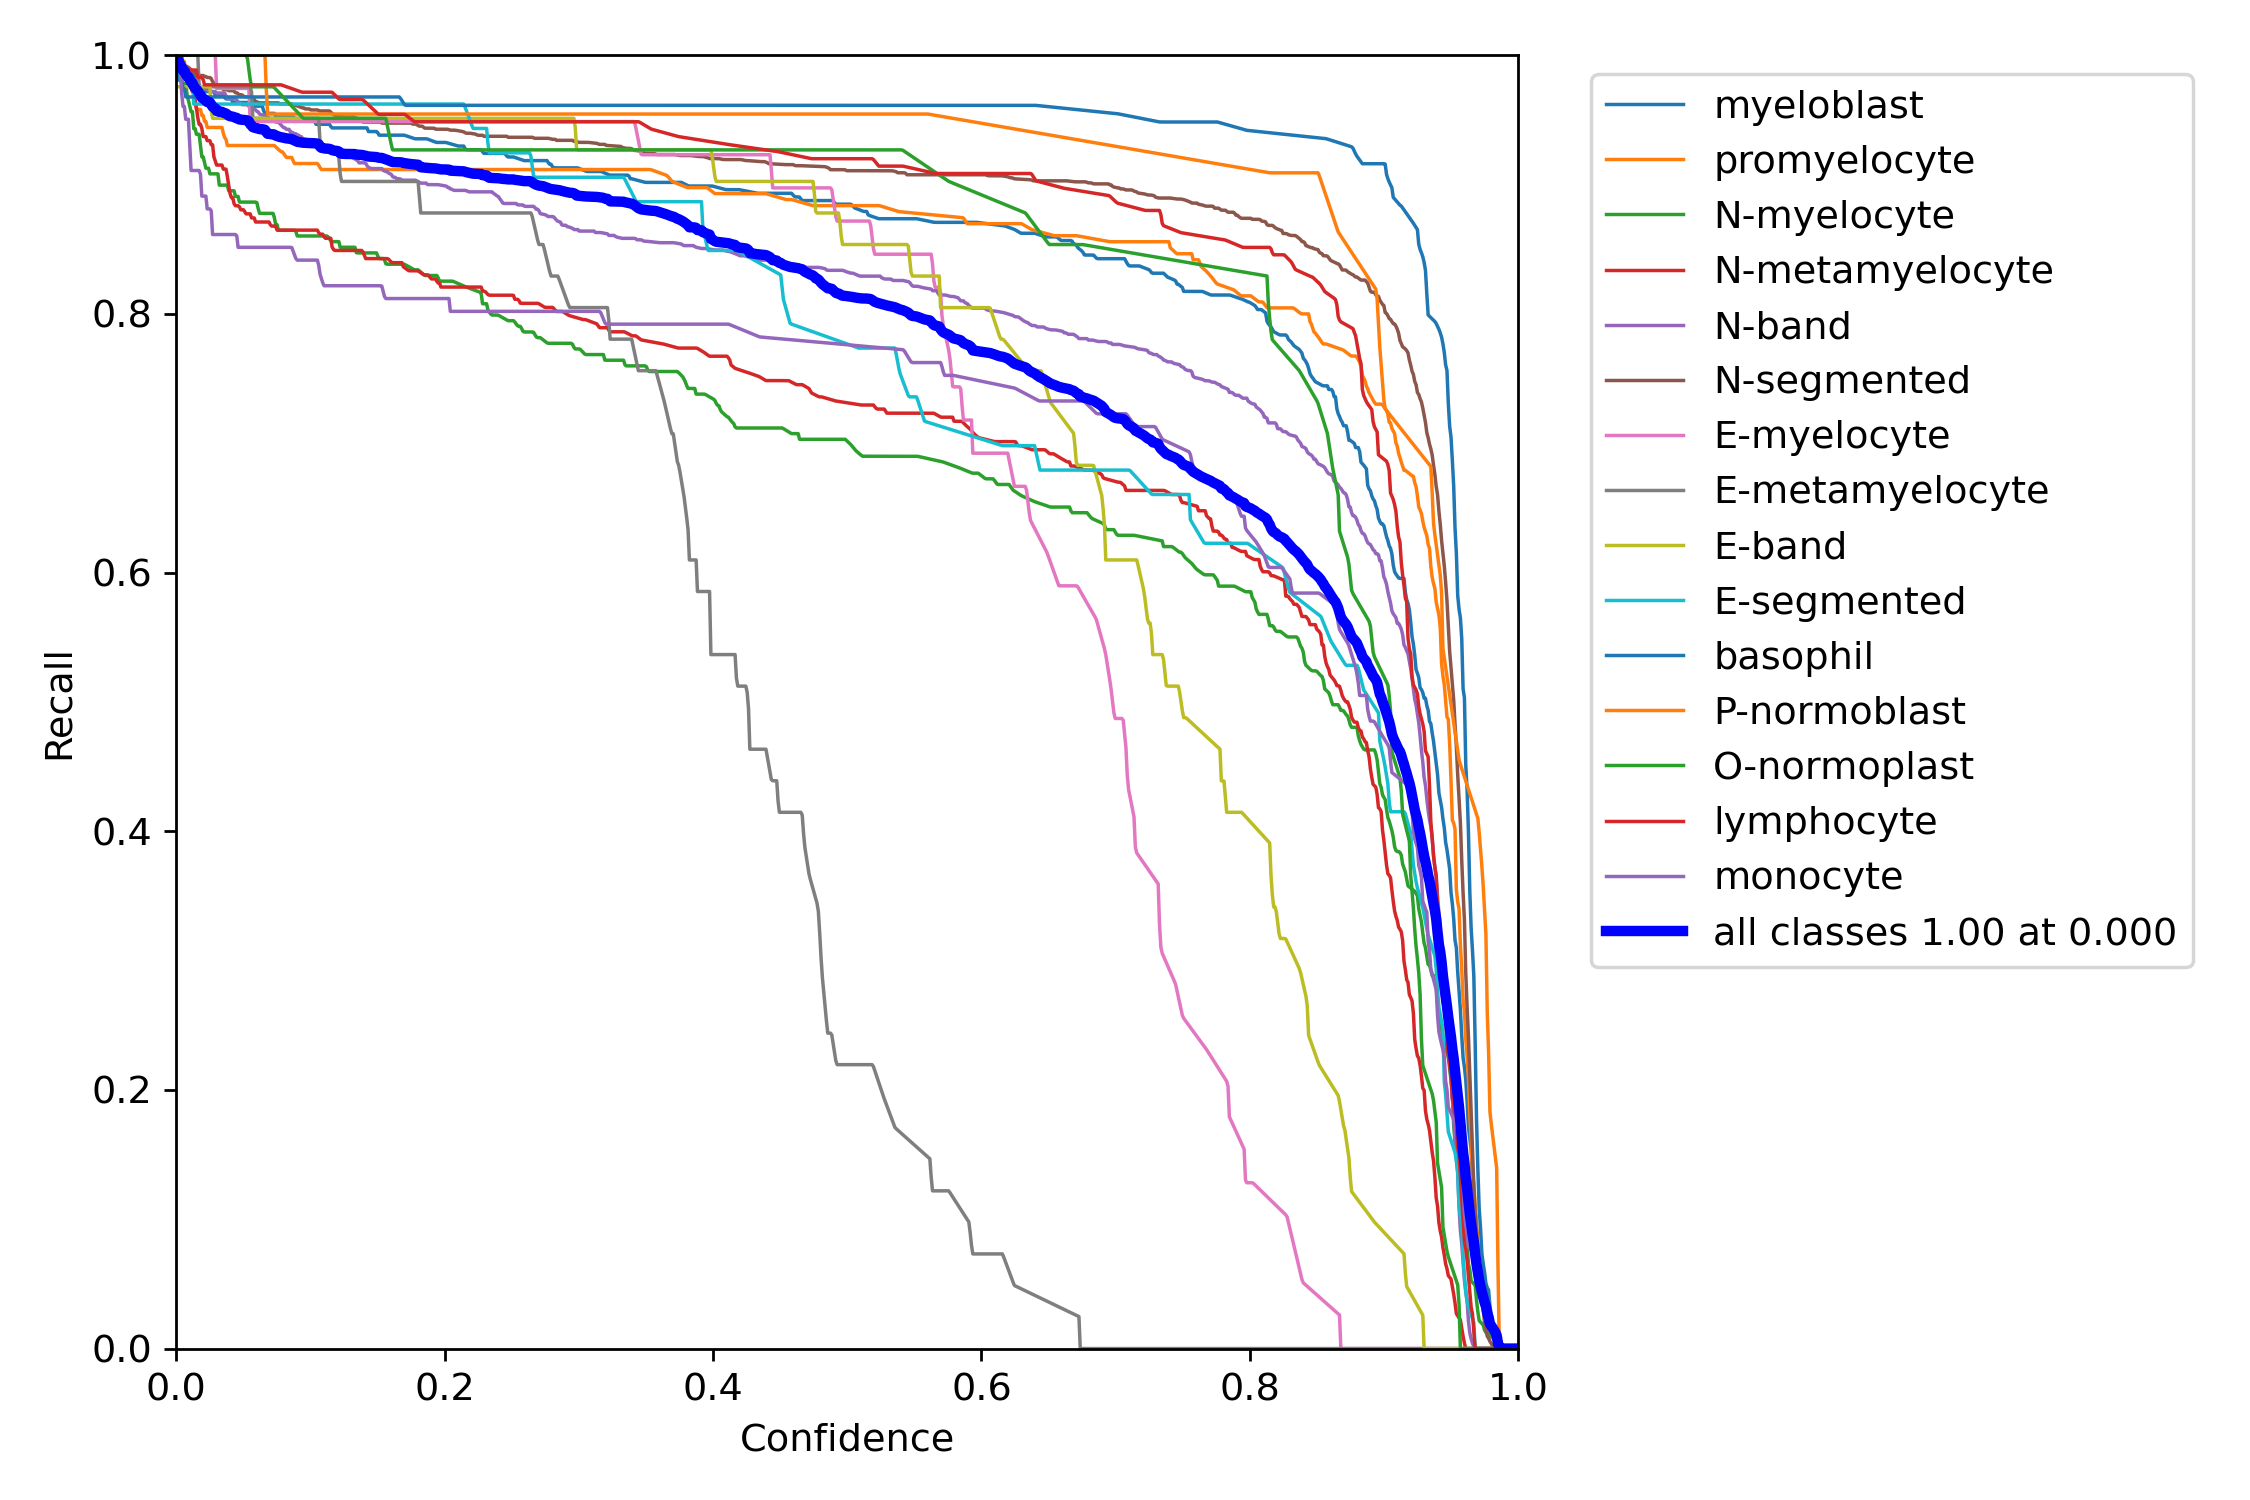 1.0
0.8
0.6
0.4
0.2
0.0
0.0 0.2 0.4 0.6 0.8 1.0
Recall
Confidence
myeloblast
promyelocyte
N-myelocyte
N-metamyelocyte
N-band
N-segmented
E-myelocyte
E-metamyelocyte
E-band
E-segmented
basophil
P-normoblast
O-normoplast
lymphocyte
monocyte
all classes 1.00 at 0.000